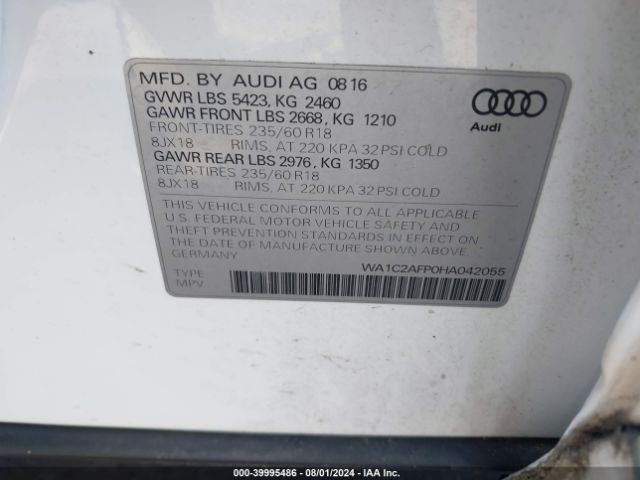 MFD. BY AUDI AG 08 16
GVWR LBS 5423, KG 2460
GAWR FRONT LBS 2668, KG 1210
FRONT-TIRES 235/60 R18
8JX18 RIMS, AT 220 KPA 32 PSI COLD
GAWR REAR LBS 2976, KG 1350
REAR-TIRES 235/60 R18
8JX18 RIMS, AT 220 KPA 32 PSI COLD
Audi
THIS VEHICLE CONFORMS TO ALL APPLICABLE
U.S. FEDERAL MOTOR VEHICLE SAFETY AND
THEFT PREVENTION STANDARDS IN EFFECT ON
THE DATE OF MANUFACTURE SHOWN ABOVE
GERMANY
WA1C2AFP0HA042055
TYPE
MPV
000-39995486 - 08/01/2024 - IAA Inc.